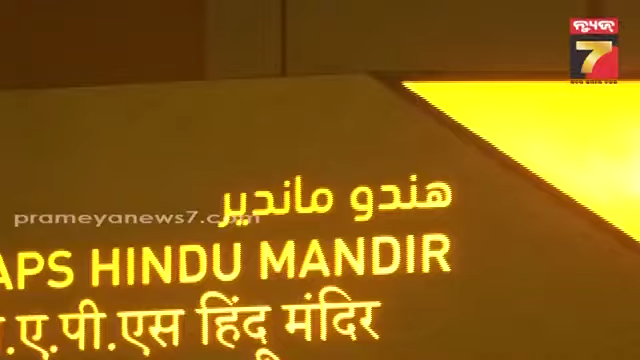 ନ୍ୟୁଜ୍
7
هندو ماندير
prameyanews7.com
APS HINDU MANDIR
.ए.पी.एस हिंदू मंदिर